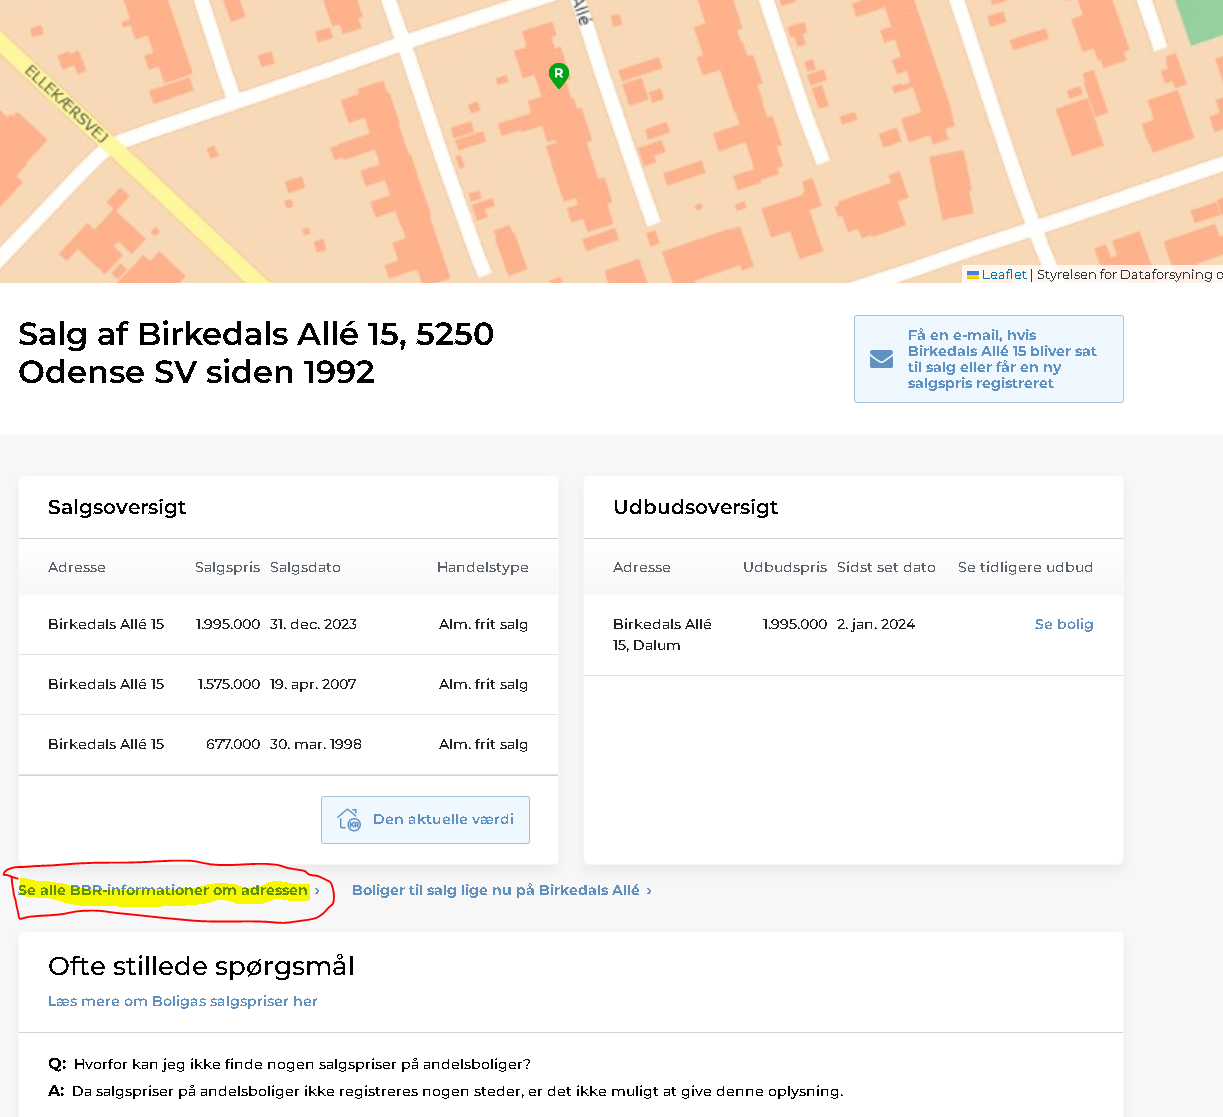 Allé
ELLEKÆRSVEJ
R
Leaflet | Styrelsen for Dataforsyning o
Salg af Birkedals Allé 15, 5250
Odense SV siden 1992
Få en e-mail, hvis
Birkedals Allé 15 bliver sat
til salg eller får en ny
salgspris registreret
Salgsoversigt
Adresse Salgspris Salgsdato Handelstype
Birkedals Allé 15 1.995.000 31. dec. 2023 Alm. frit salg
Birkedals Allé 15 1.575.000 19. apr. 2007 Alm. frit salg
Birkedals Allé 15 677.000 30. mar. 1998 Alm. frit salg
KR Den aktuelle værdi
Udbudsoversigt
Adresse Udbudspris Sidst set dato Se tidligere udbud
Birkedals Allé 1.995.000 2. jan. 2024 Se bolig
15, Dalum
Se alle BBR-informationer om adressen ›
Boliger til salg lige nu på Birkedals Allé ›
Ofte stillede spørgsmål
Læs mere om Boligas salgspriser her
Q: Hvorfor kan jeg ikke finde nogen salgspriser på andelsboliger?
A: Da salgspriser på andelsboliger ikke registreres nogen steder, er det ikke muligt at give denne oplysning.